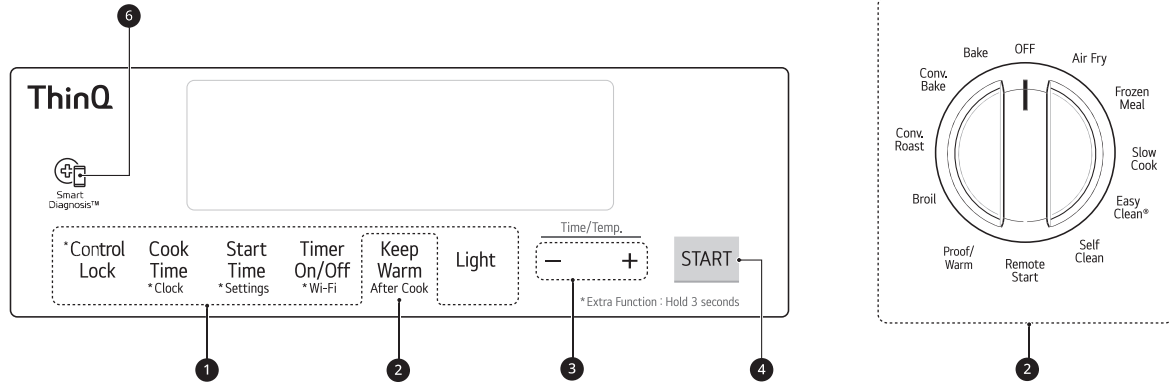 6
ThinQ
Smart
Diagnosis™
*Control
Lock
Cook
Time
*Clock
Start
Time
*Settings
Timer
On/Off
*Wi-Fi
Keep
Warm
After Cook
Light
Time/Temp.
− +
START
*Extra Function : Hold 3 seconds
1
2
3
4
OFF
Air Fry
Frozen
Meal
Slow
Cook
Easy
Clean®
Self
Clean
Remote
Start
Proof/
Warm
Broil
Conv.
Roast
Conv.
Bake
Bake
2